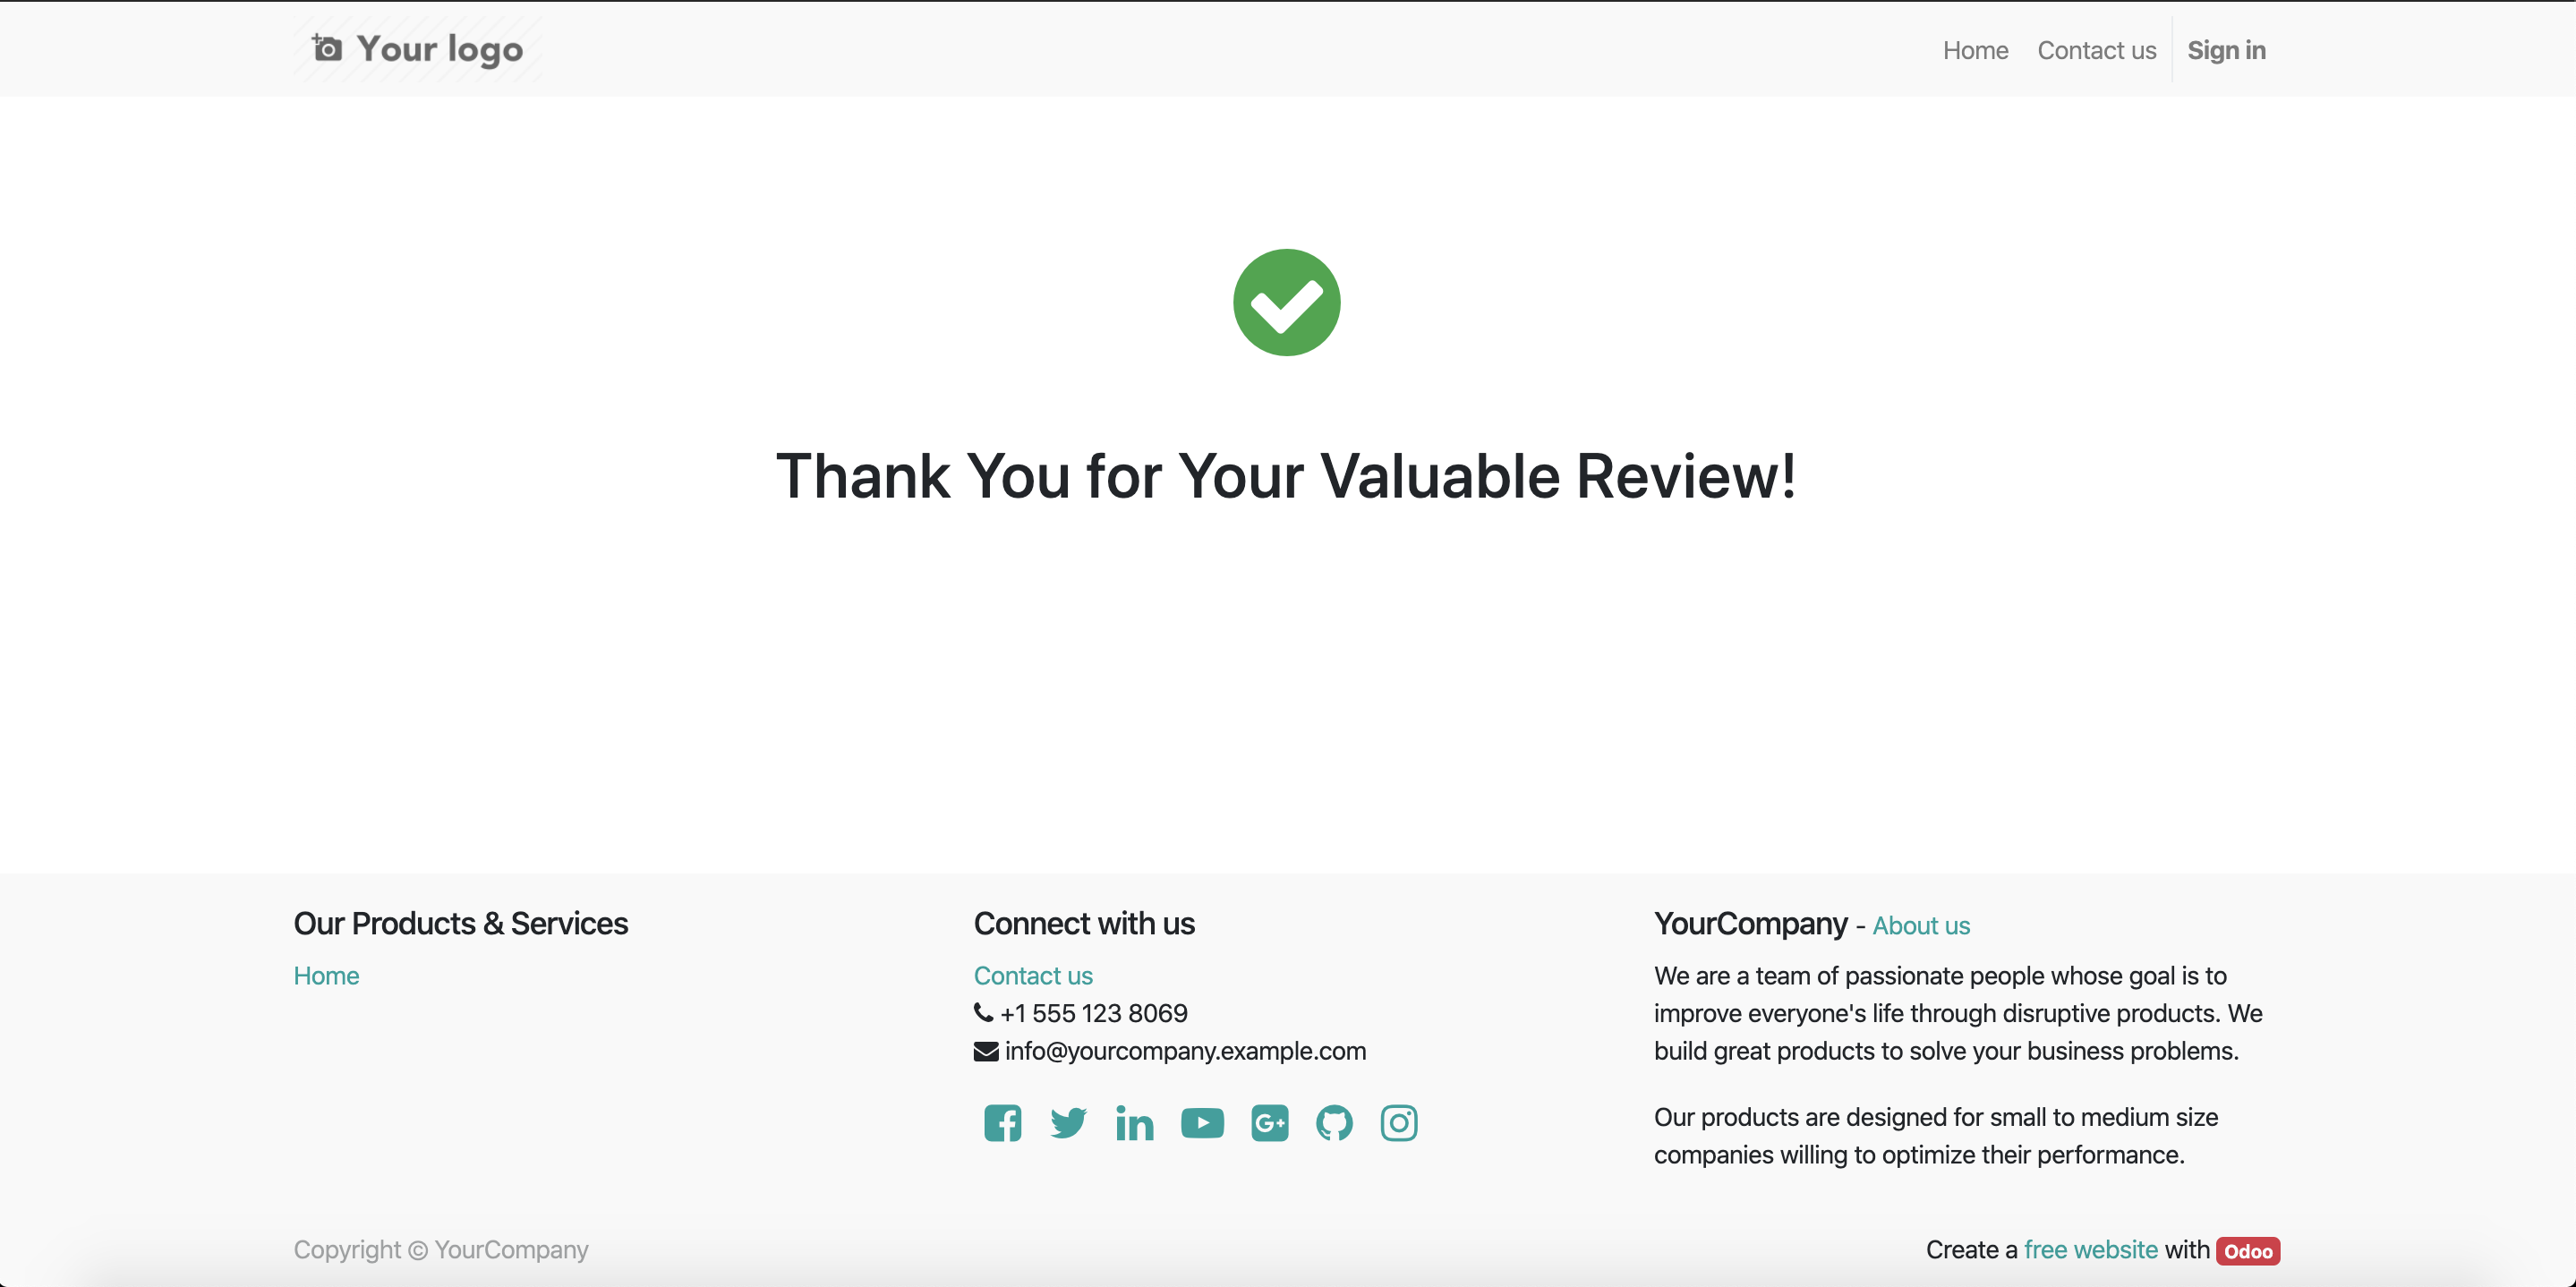 Your logo
Home
Contact us
Sign in
Thank You for Your Valuable Review!
Our Products & Services
Home
Connect with us
Contact us
+1 555 123 8069
info@yourcompany.example.com
YourCompany - About us
We are a team of passionate people whose goal is to
improve everyone's life through disruptive products. We
build great products to solve your business problems.
Our products are designed for small to medium size
companies willing to optimize their performance.
Copyright © YourCompany
Create a free website with Odoo